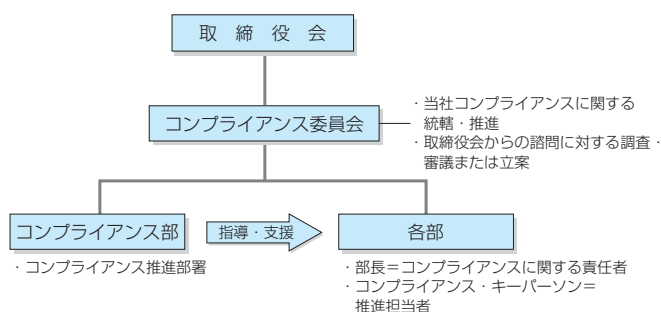 取 締 役 会
コンプライアンス委員会
・当社コンプライアンスに関する
統轄・推進
・取締役会からの諮問に対する調査・
審議または立案
コンプライアンス部
指導・支援
各部
・コンプライアンス推進部署
・部長＝コンプライアンスに関する責任者
・コンプライアンス・キーパーソン＝
推進担当者